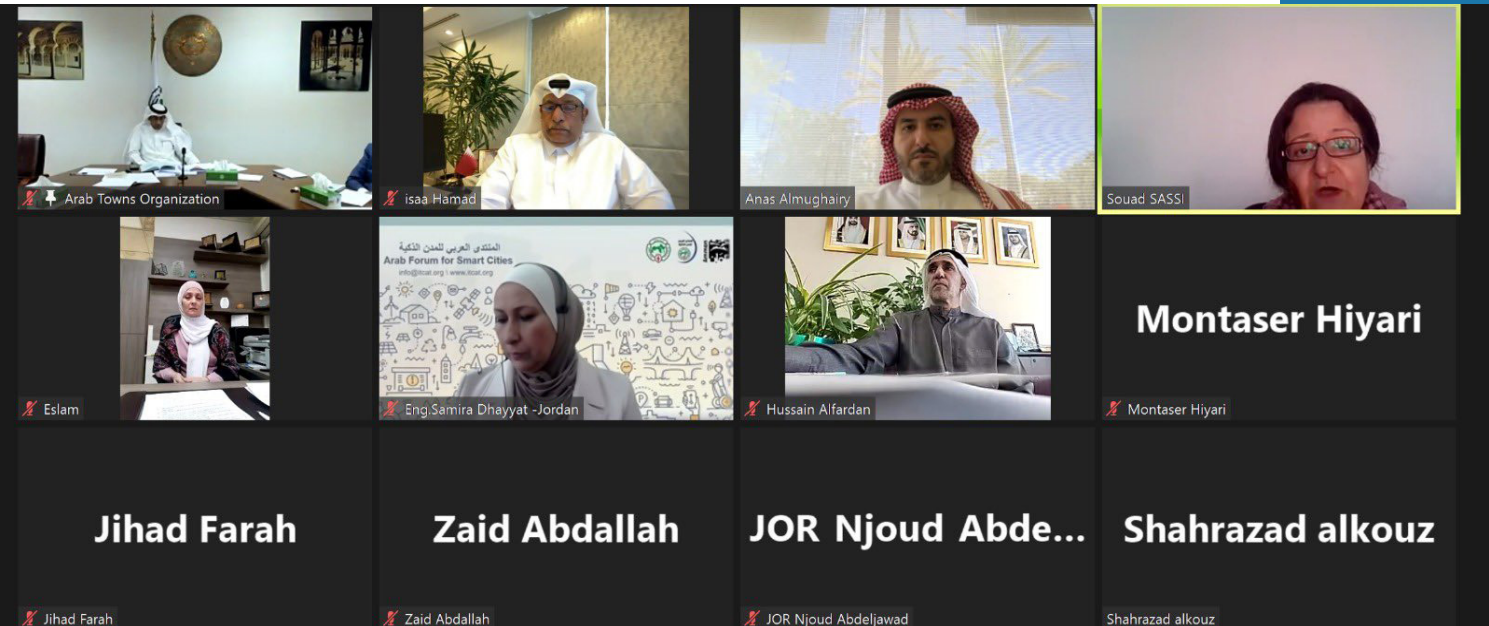 Arab Towns Organization
isaa Hamad
Anas Almughairy
Souad SASSI
Eslam
المنتدى العربي للمدن الذكية
Arab Forum for Smart Cities
info@itcat.org | www.itcat.org
Eng.Samira Dhayyat -Jordan
Hussain Alfardan
Montaser Hiyari
Montaser Hiyari
Jihad Farah
Jihad Farah
Zaid Abdallah
Zaid Abdallah
JOR Njoud Abde...
JOR Njoud Abdeljawad
Shahrazad alkouz
Shahrazad alkouz